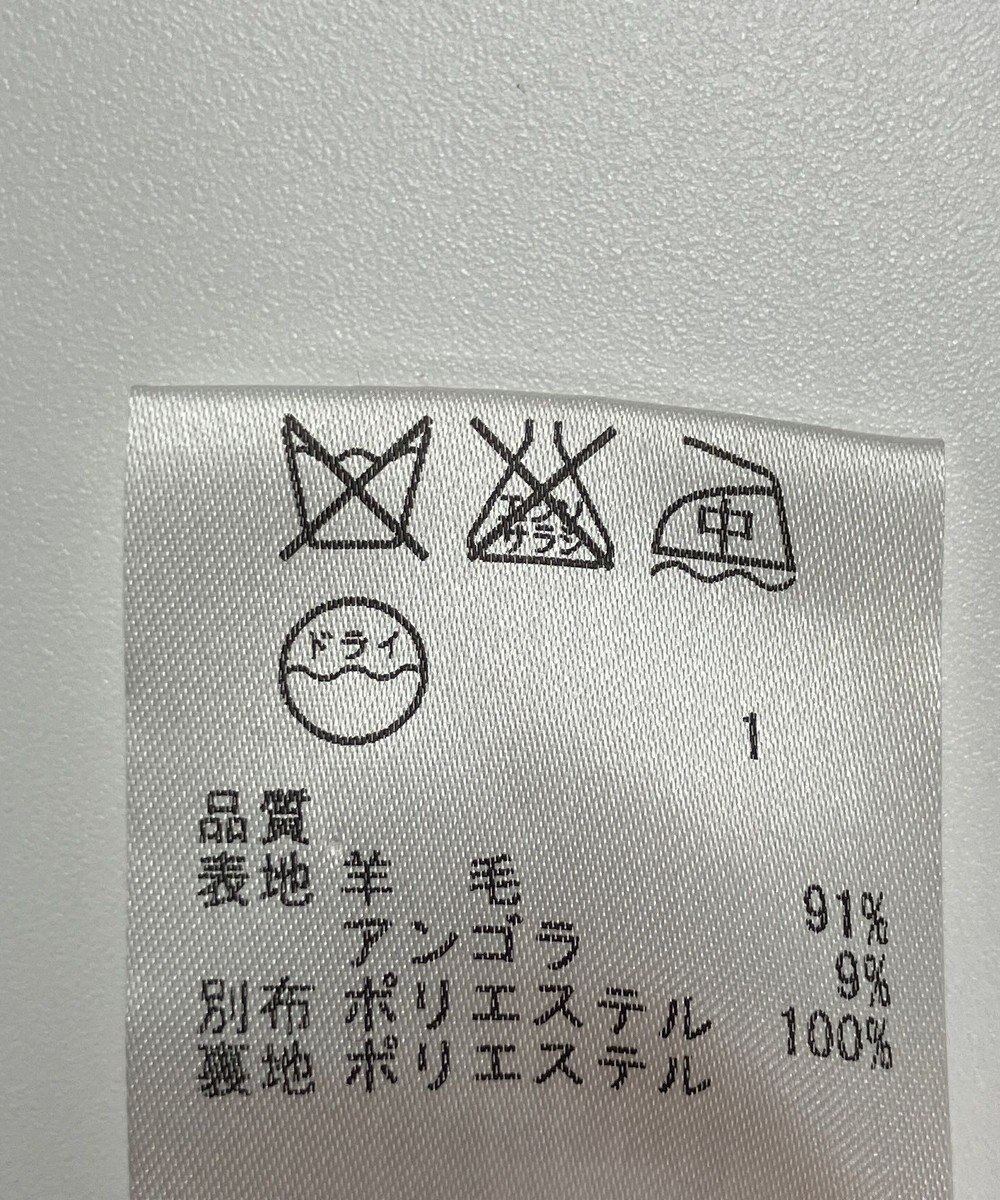 エンソ
サラシ
中
ドライ
1
品質
表地 羊 毛 91%
アンゴラ 9%
別布 ポリエステル 100%
裏地 ポリエステル